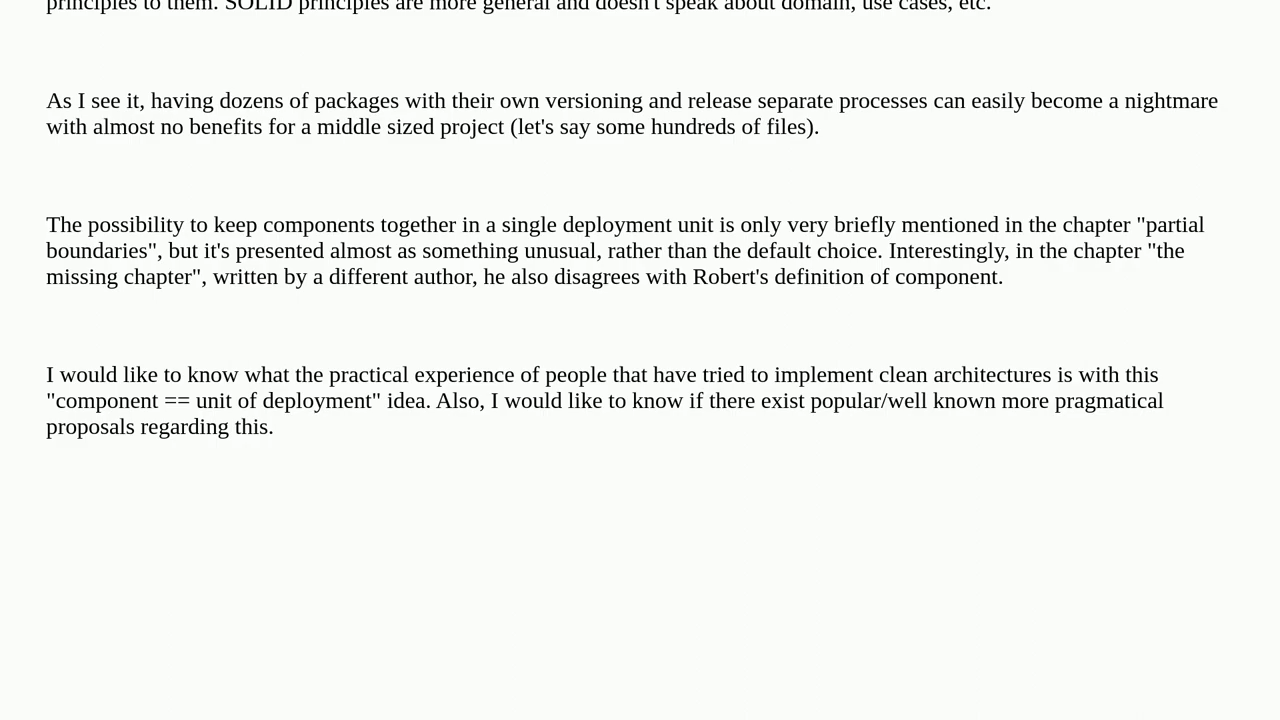 principles to them. SOLID principles are more general and doesn't speak about domain, use cases, etc.
As I see it, having dozens of packages with their own versioning and release separate processes can easily become a nightmare
with almost no benefits for a middle sized project (let's say some hundreds of files).
The possibility to keep components together in a single deployment unit is only very briefly mentioned in the chapter "partial
boundaries", but it's presented almost as something unusual, rather than the default choice. Interestingly, in the chapter "the
missing chapter", written by a different author, he also disagrees with Robert's definition of component.
I would like to know what the practical experience of people that have tried to implement clean architectures is with this
"component == unit of deployment" idea. Also, I would like to know if there exist popular/well known more pragmatical
proposals regarding this.